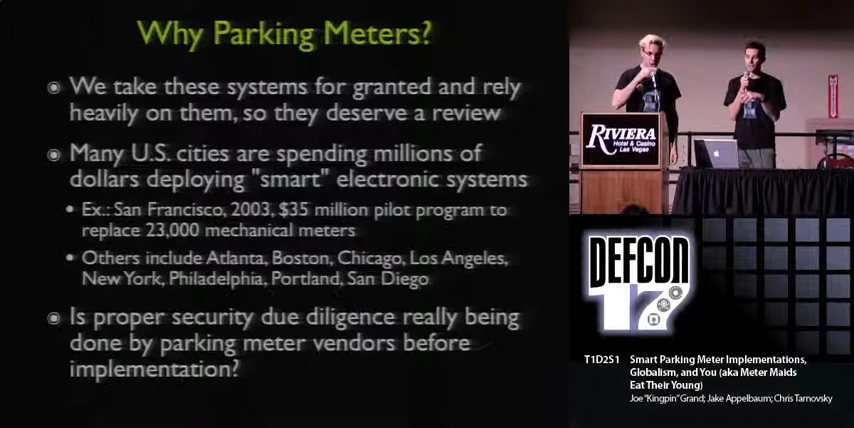 Why Parking Meters?
We take these systems for granted and rely
heavily on them, so they deserve a review
Many U.S. cities are spending millions of
dollars deploying "smart" electronic systems
Ex.: San Francisco, 2003, $35 million pilot program to
replace 23,000 mechanical meters
Others include Atlanta, Boston, Chicago, Los Angeles,
New York, Philadelphia, Portland, San Diego
Is proper security due diligence really being
done by parking meter vendors before
implementation?
RIVIERA
Hotel & Casino
Las Vegas
DEFCON
17
T1D2S1 Smart Parking Meter Implementations,
Globalism, and You (aka Meter Maids
Eat Their Young)
Joe "Kingpin" Grand; Jake Appelbaum; Chris Tarnovsky